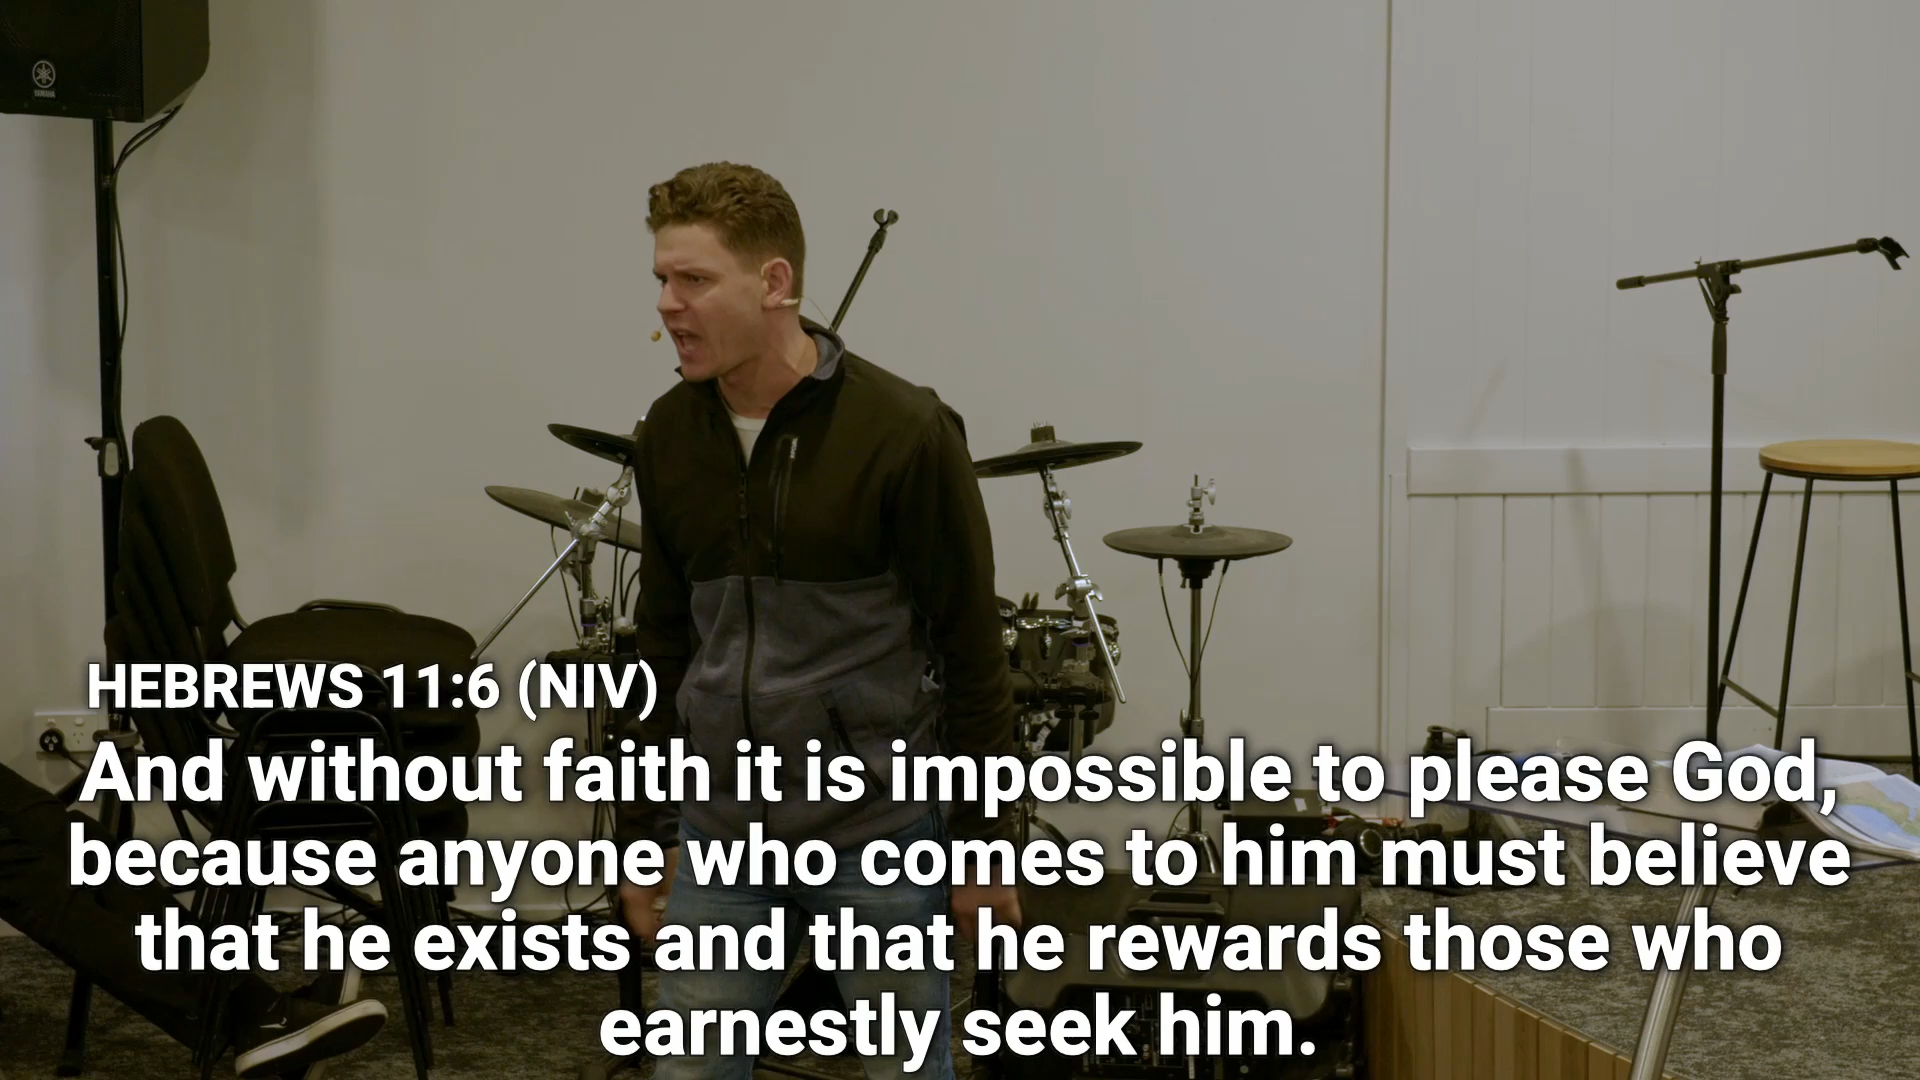 YAMAHA
HEBREWS 11:6 (NIV)
And without faith it is impossible to please God,
because anyone who comes to him must believe
that he exists and that he rewards those who
earnestly seek him.